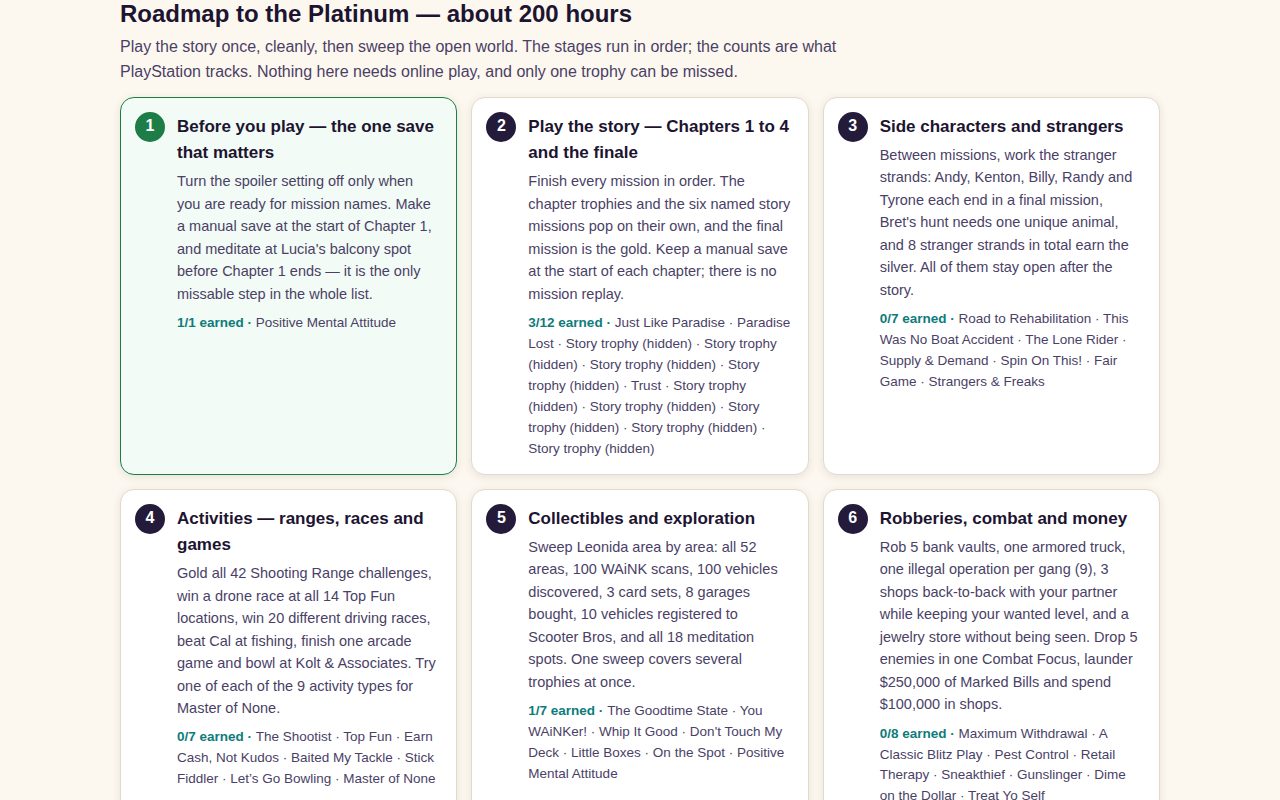 Roadmap to the Platinum — about 200 hours
Play the story once, cleanly, then sweep the open world. The stages run in order; the counts are what
PlayStation tracks. Nothing here needs online play, and only one trophy can be missed.
1
Before you play — the one save
that matters
Turn the spoiler setting off only when
you are ready for mission names. Make
a manual save at the start of Chapter 1,
and meditate at Lucia's balcony spot
before Chapter 1 ends — it is the only
missable step in the whole list.
1/1 earned · Positive Mental Attitude
2
Play the story — Chapters 1 to 4
and the finale
Finish every mission in order. The
chapter trophies and the six named story
missions pop on their own, and the final
mission is the gold. Keep a manual save
at the start of each chapter; there is no
mission replay.
3/12 earned · Just Like Paradise · Paradise
Lost · Story trophy (hidden) · Story trophy
(hidden) · Story trophy (hidden) · Story
trophy (hidden) · Trust · Story trophy
(hidden) · Story trophy (hidden) · Story
trophy (hidden) · Story trophy (hidden) ·
Story trophy (hidden)
3
Side characters and strangers
Between missions, work the stranger
strands: Andy, Kenton, Billy, Randy and
Tyrone each end in a final mission,
Bret's hunt needs one unique animal,
and 8 stranger strands in total earn the
silver. All of them stay open after the
story.
0/7 earned · Road to Rehabilitation · This
Was No Boat Accident · The Lone Rider ·
Supply & Demand · Spin On This! · Fair
Game · Strangers & Freaks
4
Activities — ranges, races and
games
Gold all 42 Shooting Range challenges,
win a drone race at all 14 Top Fun
locations, win 20 different driving races,
beat Cal at fishing, finish one arcade
game and bowl at Kolt & Associates. Try
one of each of the 9 activity types for
Master of None.
0/7 earned · The Shootist · Top Fun · Earn
Cash, Not Kudos · Baited My Tackle · Stick
Fiddler · Let’s Go Bowling · Master of None
5
Collectibles and exploration
Sweep Leonida area by area: all 52
areas, 100 WAiNK scans, 100 vehicles
discovered, 3 card sets, 8 garages
bought, 10 vehicles registered to
Scooter Bros, and all 18 meditation
spots. One sweep covers several
trophies at once.
1/7 earned · The Goodtime State · You
WAiNKer! · Whip It Good · Don't Touch My
Deck · Little Boxes · On the Spot · Positive
Mental Attitude
6
Robberies, combat and money
Rob 5 bank vaults, one armored truck,
one illegal operation per gang (9), 3
shops back-to-back with your partner
while keeping your wanted level, and a
jewelry store without being seen. Drop 5
enemies in one Combat Focus, launder
$250,000 of Marked Bills and spend
$100,000 in shops.
0/8 earned · Maximum Withdrawal · A
Classic Blitz Play · Pest Control · Retail
Therapy · Sneakthief · Gunslinger · Dime
on the Dollar · Treat Yo Self